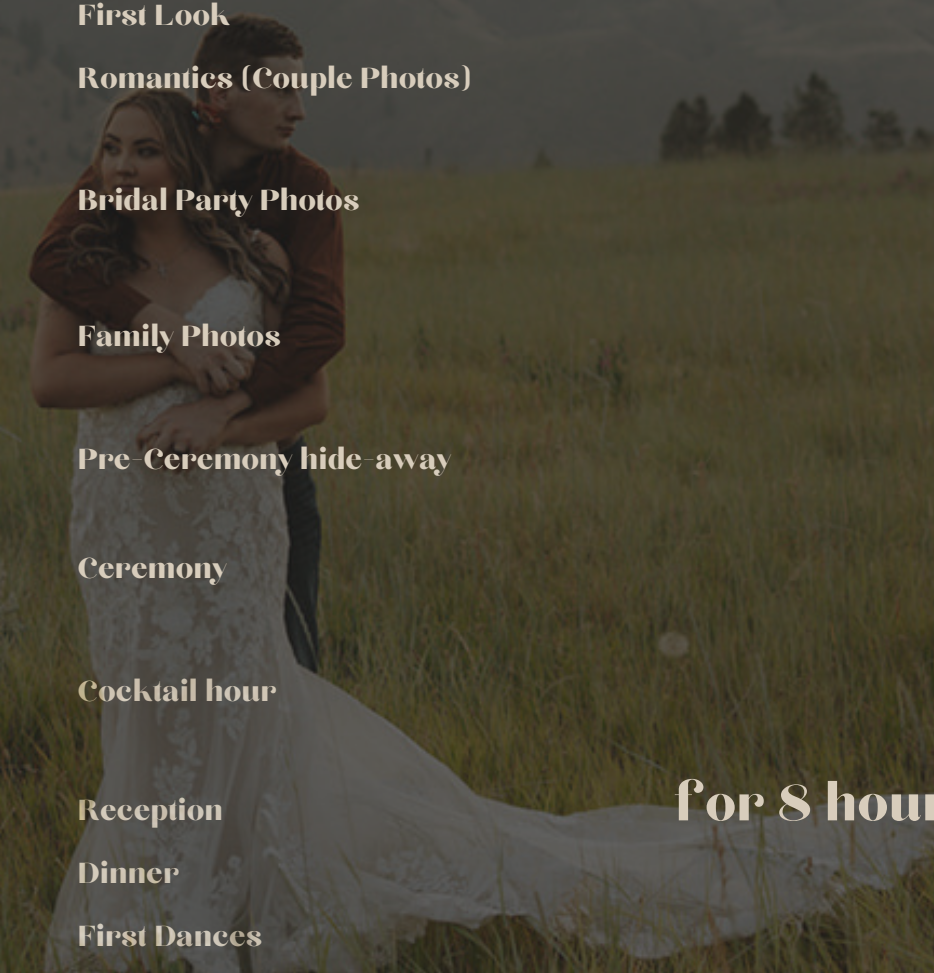 First Look
Romantics (Couple Photos)
Bridal Party Photos
Family Photos
Pre-Ceremony hide-away
Ceremony
Cocktail hour
for 8 hour
Reception
Dinner
First Dances